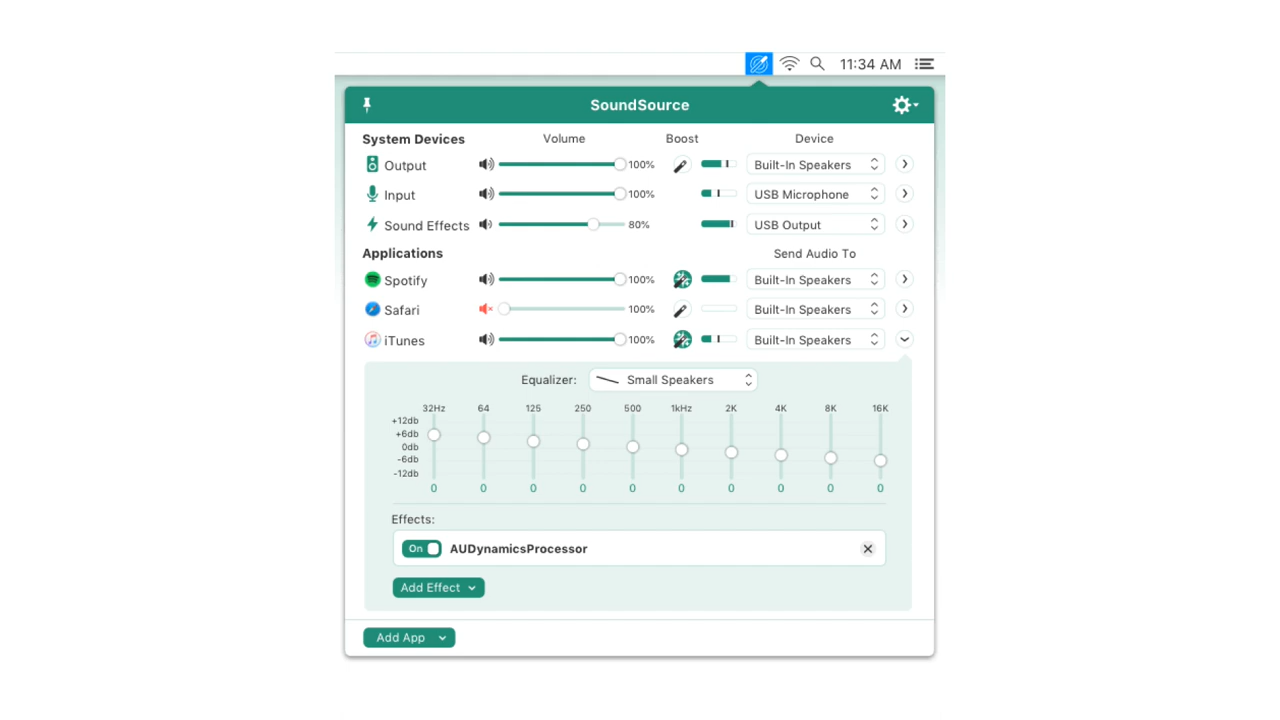 11:34 AM
SoundSource
System Devices Volume Boost Device
Output 100% Built-In Speakers
Input 100% USB Microphone
Sound Effects 80% USB Output
Applications Send Audio To
Spotify 100% Built-In Speakers
Safari 100% Built-In Speakers
iTunes 100% Built-In Speakers
Equalizer: Small Speakers
32Hz 64 125 250 500 1kHz 2K 4K 8K 16K
+12db
+6db
0db
-6db
-12db
0 0 0 0 0 0 0 0 0 0
Effects:
On AUDynamicsProcessor
Add Effect
Add App